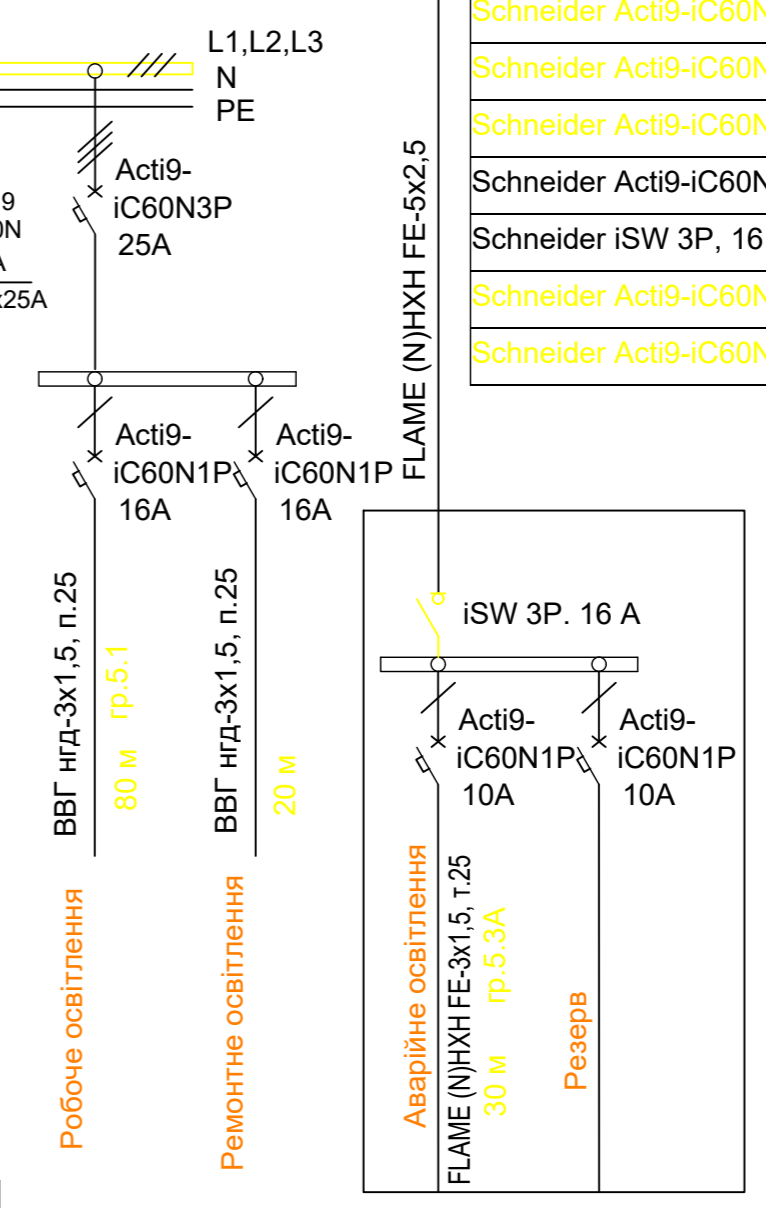 L1,L2,L3
N
PE
Acti9-
iC60N3P
25A
9
x25A
Acti9-
iC60N1P
16A
Acti9-
iC60N1P
16A
ВВГ нгд-3х1,5, п.25
80 м гр.5.1
ВВГ нгд-3х1,5, п.25
20 м
Робоче освітлення
Ремонтне освітлення
FLAME (N)HXH FE-5x2,5
Schneider Acti9-iC60N
Schneider Acti9-iC60N
Schneider Acti9-iC60N
Schneider Acti9-iC60N
Schneider iSW 3P, 16
Schneider Acti9-iC60N
Schneider Acti9-iC60N
iSW 3P. 16 A
Acti9-
iC60N1P
10A
Acti9-
iC60N1P
10A
Аварійне освітлення
FLAME (N)HXH FE-3x1,5, т.25
30 м гр.5.3А
Резерв